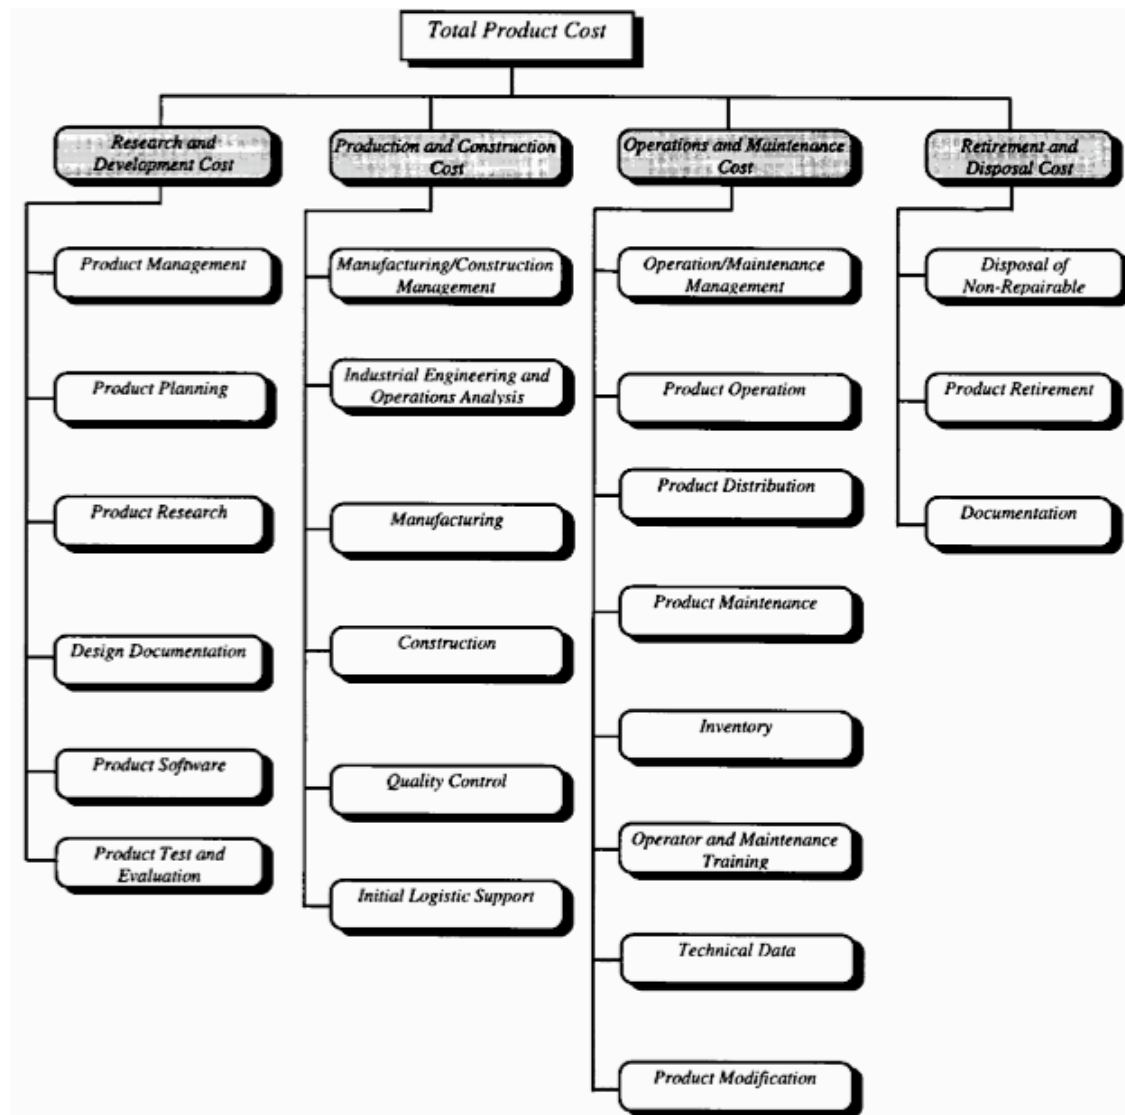 Total Product Cost
Research and
Development Cost
Production and Construction
Cost
Operations and Maintenance
Cost
Retirement and
Disposal Cost
Product Management
Product Planning
Product Research
Design Documentation
Product Software
Product Test and
Evaluation
Manufacturing/Construction
Management
Industrial Engineering and
Operations Analysis
Manufacturing
Construction
Quality Control
Initial Logistic Support
Operation/Maintenance
Management
Product Operation
Product Distribution
Product Maintenance
Inventory
Operator and Maintenance
Training
Technical Data
Product Modification
Disposal of
Non-Repairable
Product Retirement
Documentation